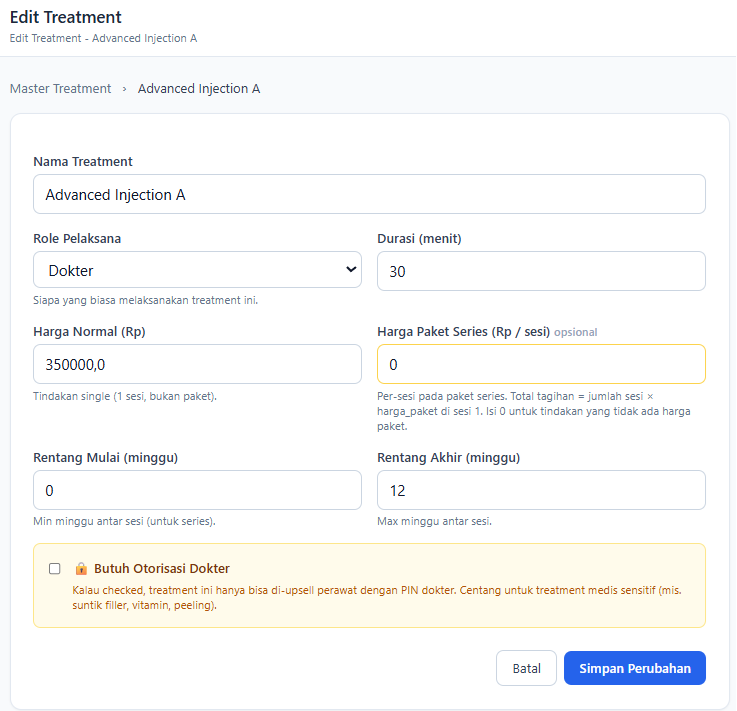 Edit Treatment
Edit Treatment - Advanced Injection A
Master Treatment › Advanced Injection A
Nama Treatment
Advanced Injection A
Role Pelaksana
Durasi (menit)
Dokter
30
Siapa yang biasa melaksanakan treatment ini.
Harga Normal (Rp)
Harga Paket Series (Rp / sesi) opsional
350000,0
0
Tindakan single (1 sesi, bukan paket).
Per-sesi pada paket series. Total tagihan = jumlah sesi ×
harga_paket di sesi 1. Isi 0 untuk tindakan yang tidak ada harga
paket.
Rentang Mulai (minggu)
Rentang Akhir (minggu)
0
12
Min minggu antar sesi (untuk series).
Max minggu antar sesi.
Butuh Otorisasi Dokter
Kalau checked, treatment ini hanya bisa di-upsell perawat dengan PIN dokter. Centang untuk treatment medis sensitif (mis.
suntik filler, vitamin, peeling).
Batal
Simpan Perubahan